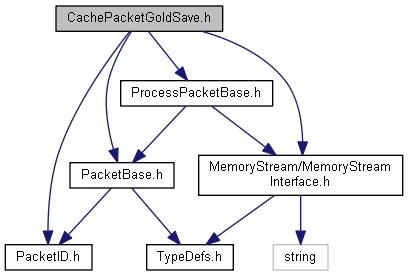 CachePacketGoldSave.h
ProcessPacketBase.h
PacketBase.h
MemoryStream/MemoryStream
Interface.h
PacketID.h
TypeDefs.h
string